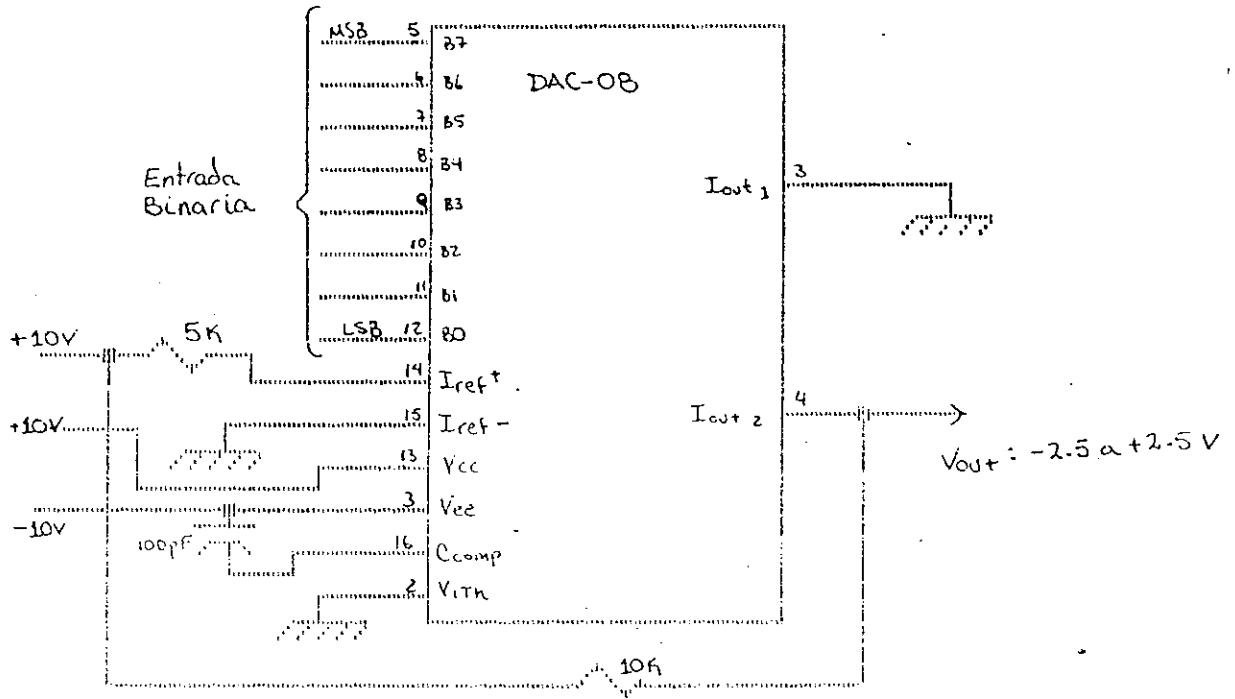 MSB 5 B7
4 B6
7 B5
8 B4
9 B3
10 B2
11 B1
LSB 12 B0
DAC-08
Entrada
Binaria
Iout 1 3
+10V 5K
14 Iref+
+10V 15 Iref-
13 Vcc
-10V 3 Vee
100pF 16 Ccomp
2 VITh
Iout 2 4
Vout: -2.5 a +2.5 V
10K